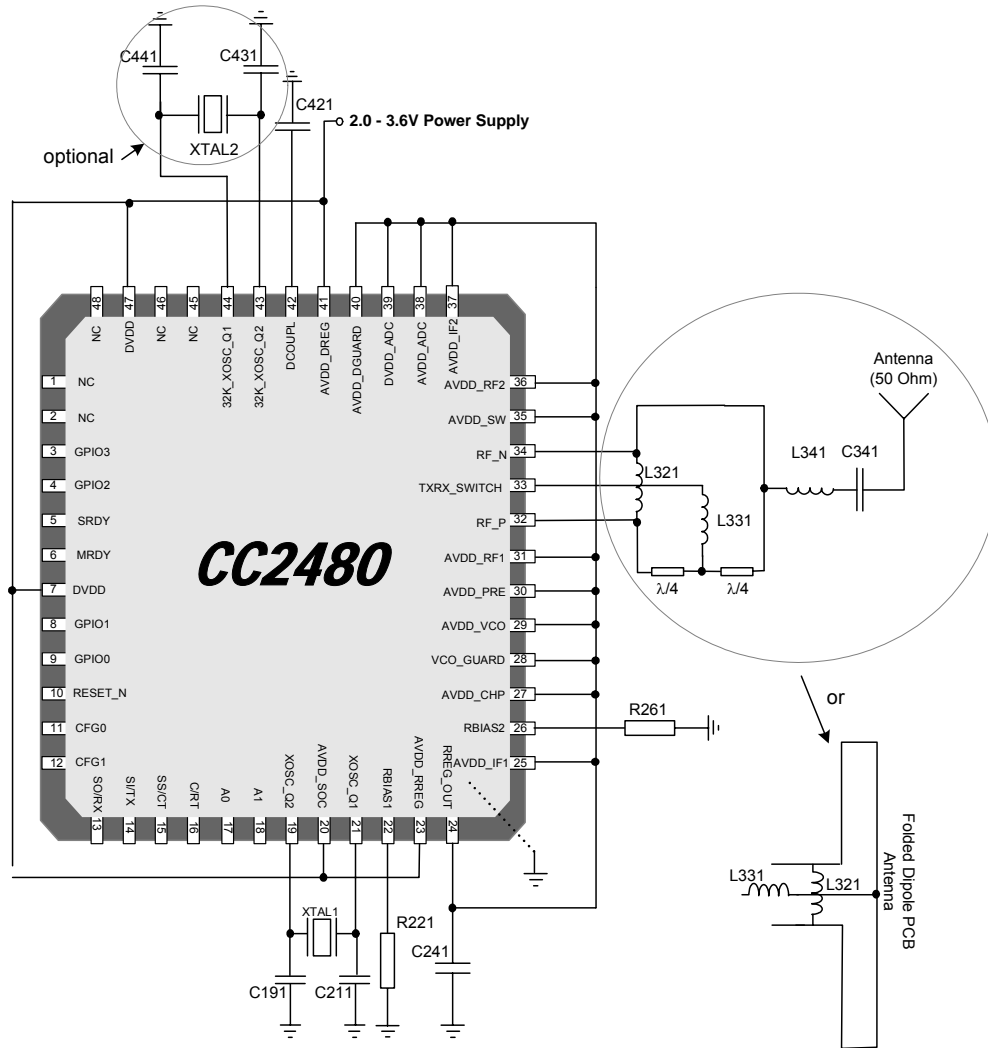 C441
C431
C421
2.0 - 3.6V Power Supply
XTAL2
optional
48
NC
47
DVDD
46
NC
45
NC
44
32K_XOSC_Q1
43
32K_XOSC_Q2
42
DCOUPL
41
AVDD_DREG
40
AVDD_DGUARD
39
DVDD_ADC
38
AVDD_ADC
37
AVDD_IF2
1 NC
2 NC
3 GPIO3
4 GPIO2
5 SRDY
6 MRDY
7 DVDD
8 GPIO1
9 GPIO0
10 RESET_N
11 CFG0
12 CFG1
CC2480
AVDD_RF2 36
AVDD_SW 35
RF_N 34
TXRX_SWITCH 33
RF_P 32
AVDD_RF1 31
AVDD_PRE 30
AVDD_VCO 29
VCO_GUARD 28
AVDD_CHP 27
RBIAS2 26
AVDD_IF1 25
SO/RX
13
SI/TX
14
SS/CT
15
C/RT
16
A0
17
A1
18
XOSC_Q2
19
AVDD_SOC
20
XOSC_Q1
21
RBIAS1
22
AVDD_RREG
23
RREG_OUT
24
Antenna
(50 Ohm)
L341
C341
L321
L331
λ/4
λ/4
R261
or
L331
L321
Folded Dipole PCB
Antenna
XTAL1
R221
C241
C191
C211